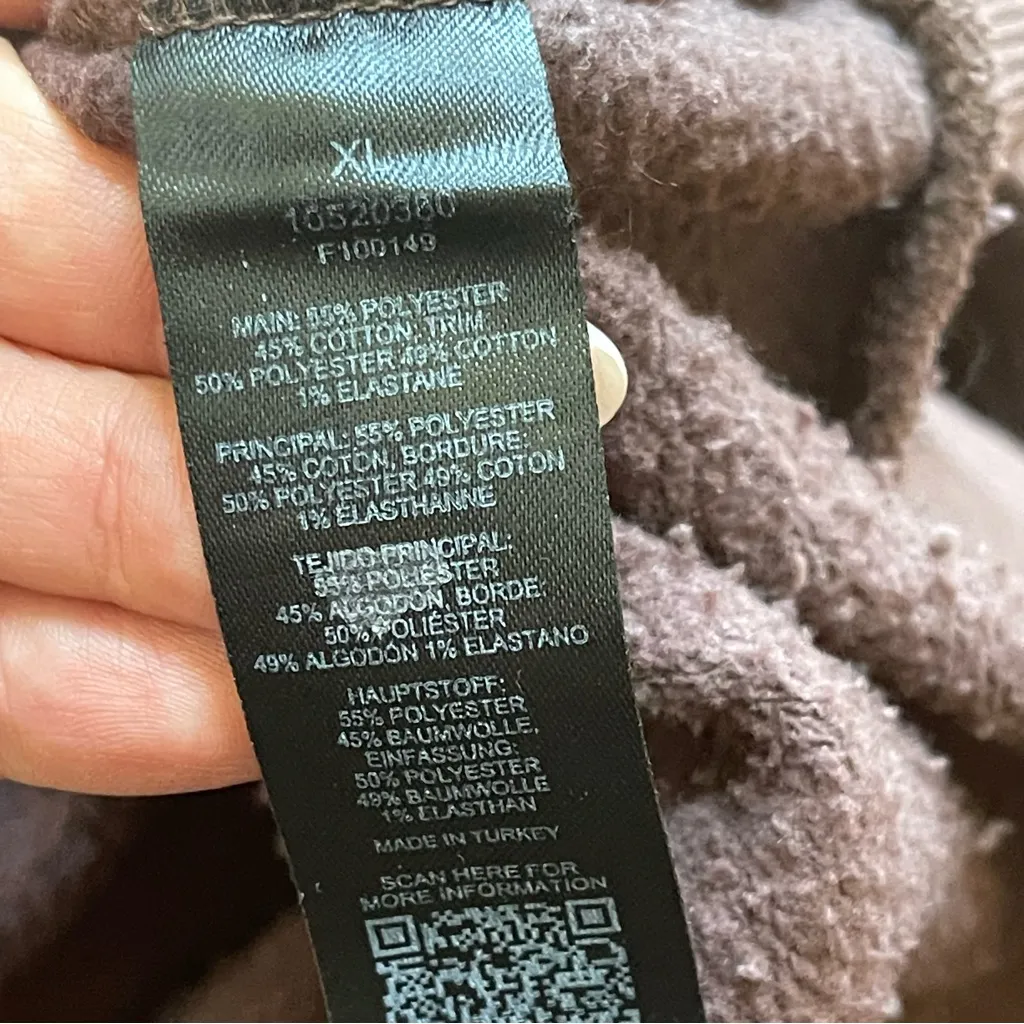 XL
F100149
MAIN: 55% POLYESTER
45% COTTON, TRIM
50% POLYESTER 49% COTTON
1% ELASTANE
PRINCIPAL: 55% POLYESTER
45% COTON, BORDURE:
50% POLYESTER 49% COTON
1% ELASTHANNE
TEJIDO PRINCIPAL:
55% POLIESTER
45% ALGODÓN, BORDE:
50% POLIÉSTER
49% ALGODÓN 1% ELASTANO
HAUPTSTOFF:
55% POLYESTER
45% BAUMWOLLE,
EINFASSUNG:
50% POLYESTER
49% BAUMWOLLE
1% ELASTHAN
MADE IN TURKEY
SCAN HERE FOR
MORE INFORMATION